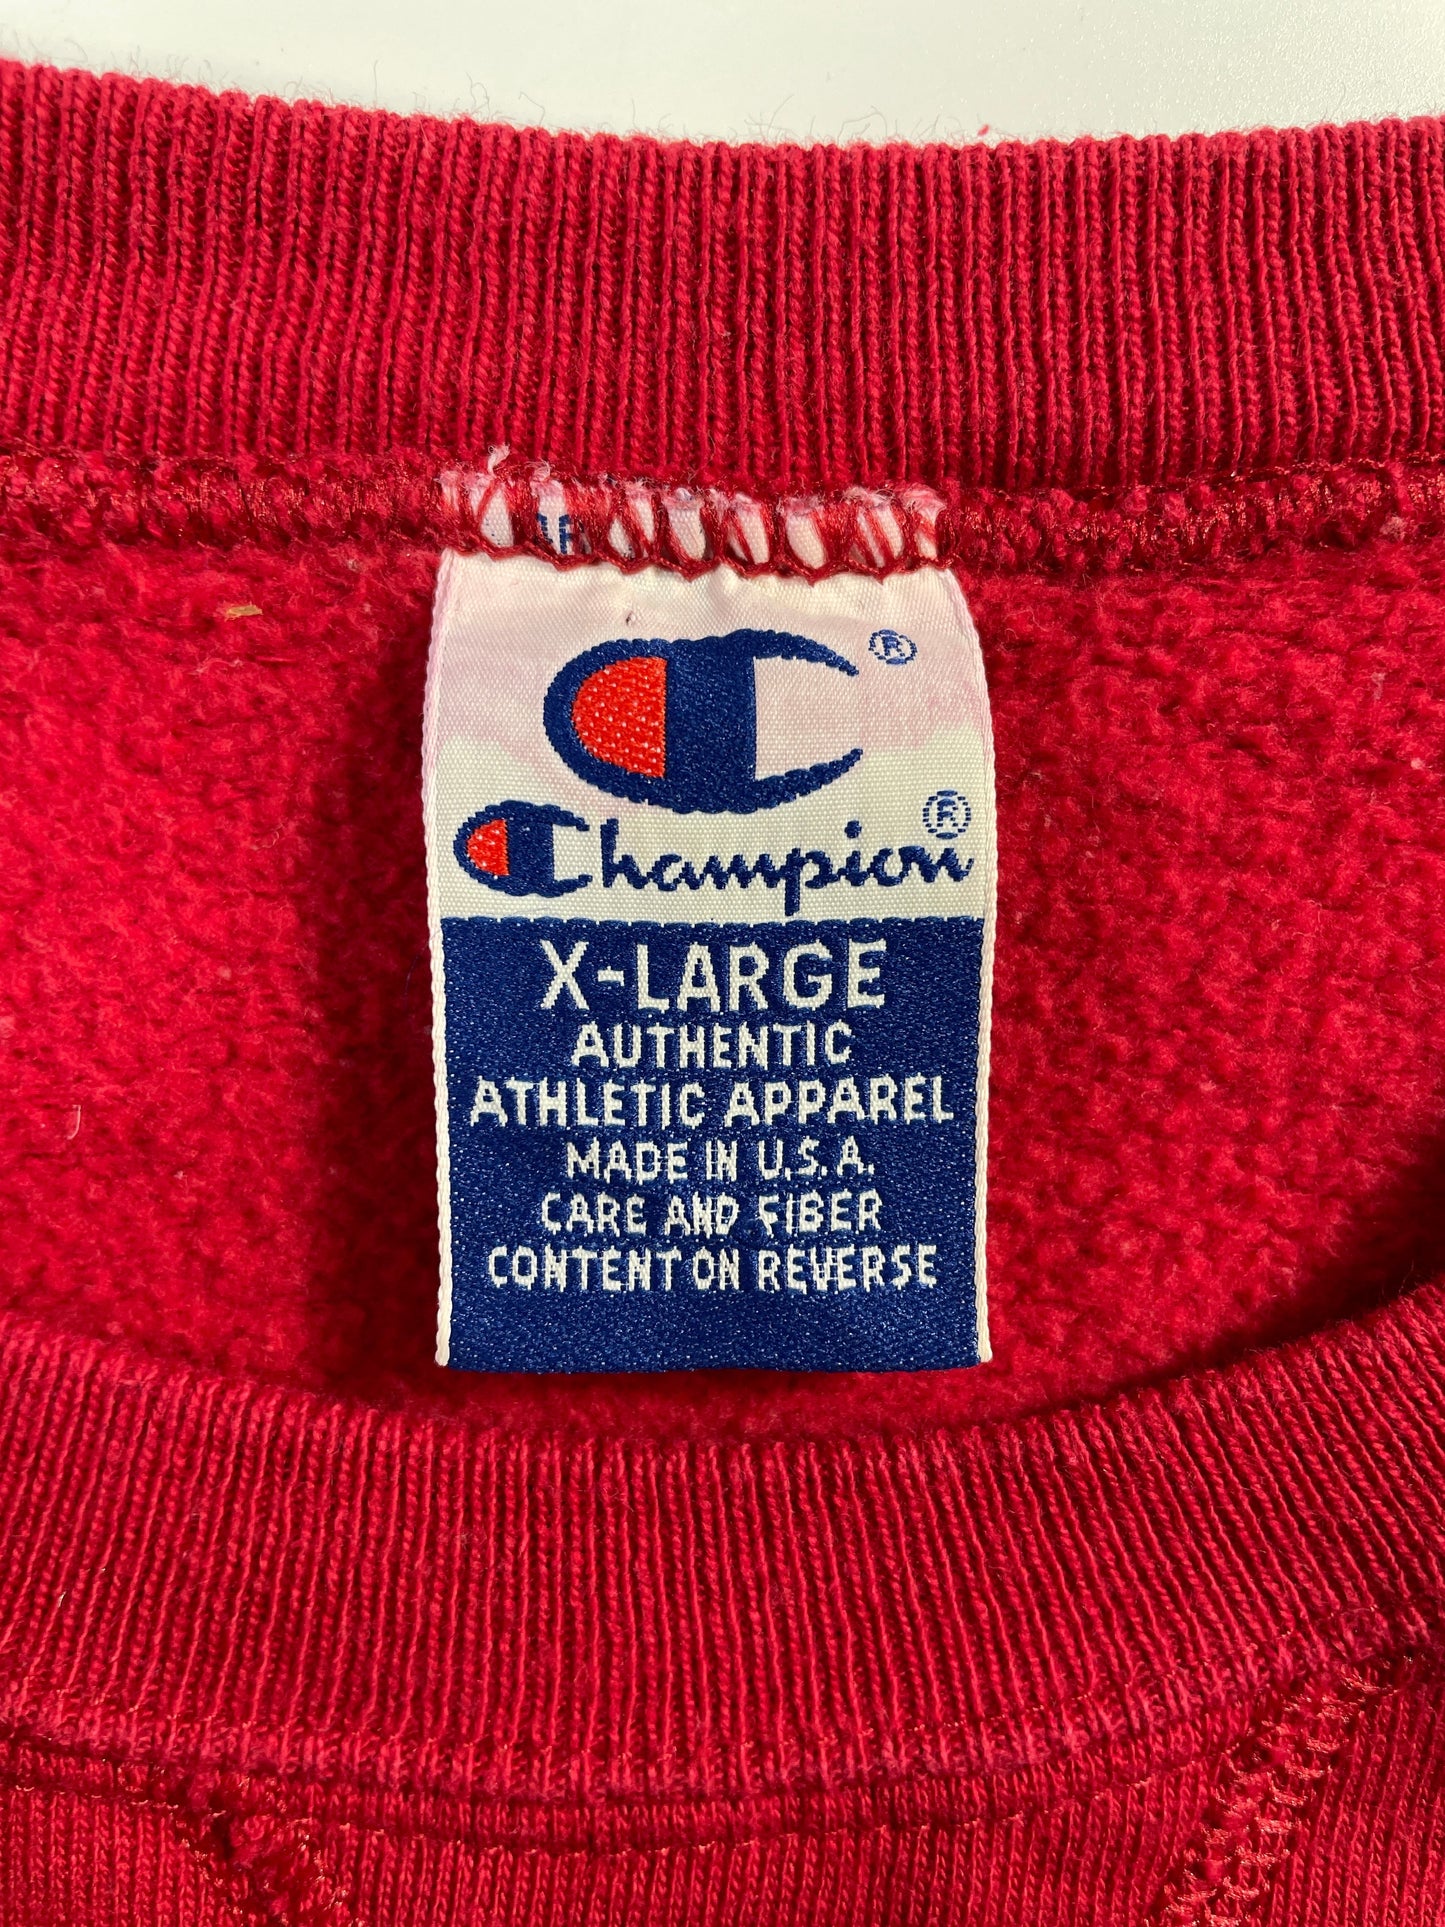 ®
Champion®
X-LARGE
AUTHENTIC
ATHLETIC APPAREL
MADE IN U.S.A.
CARE AND FIBER
CONTENT ON REVERSE